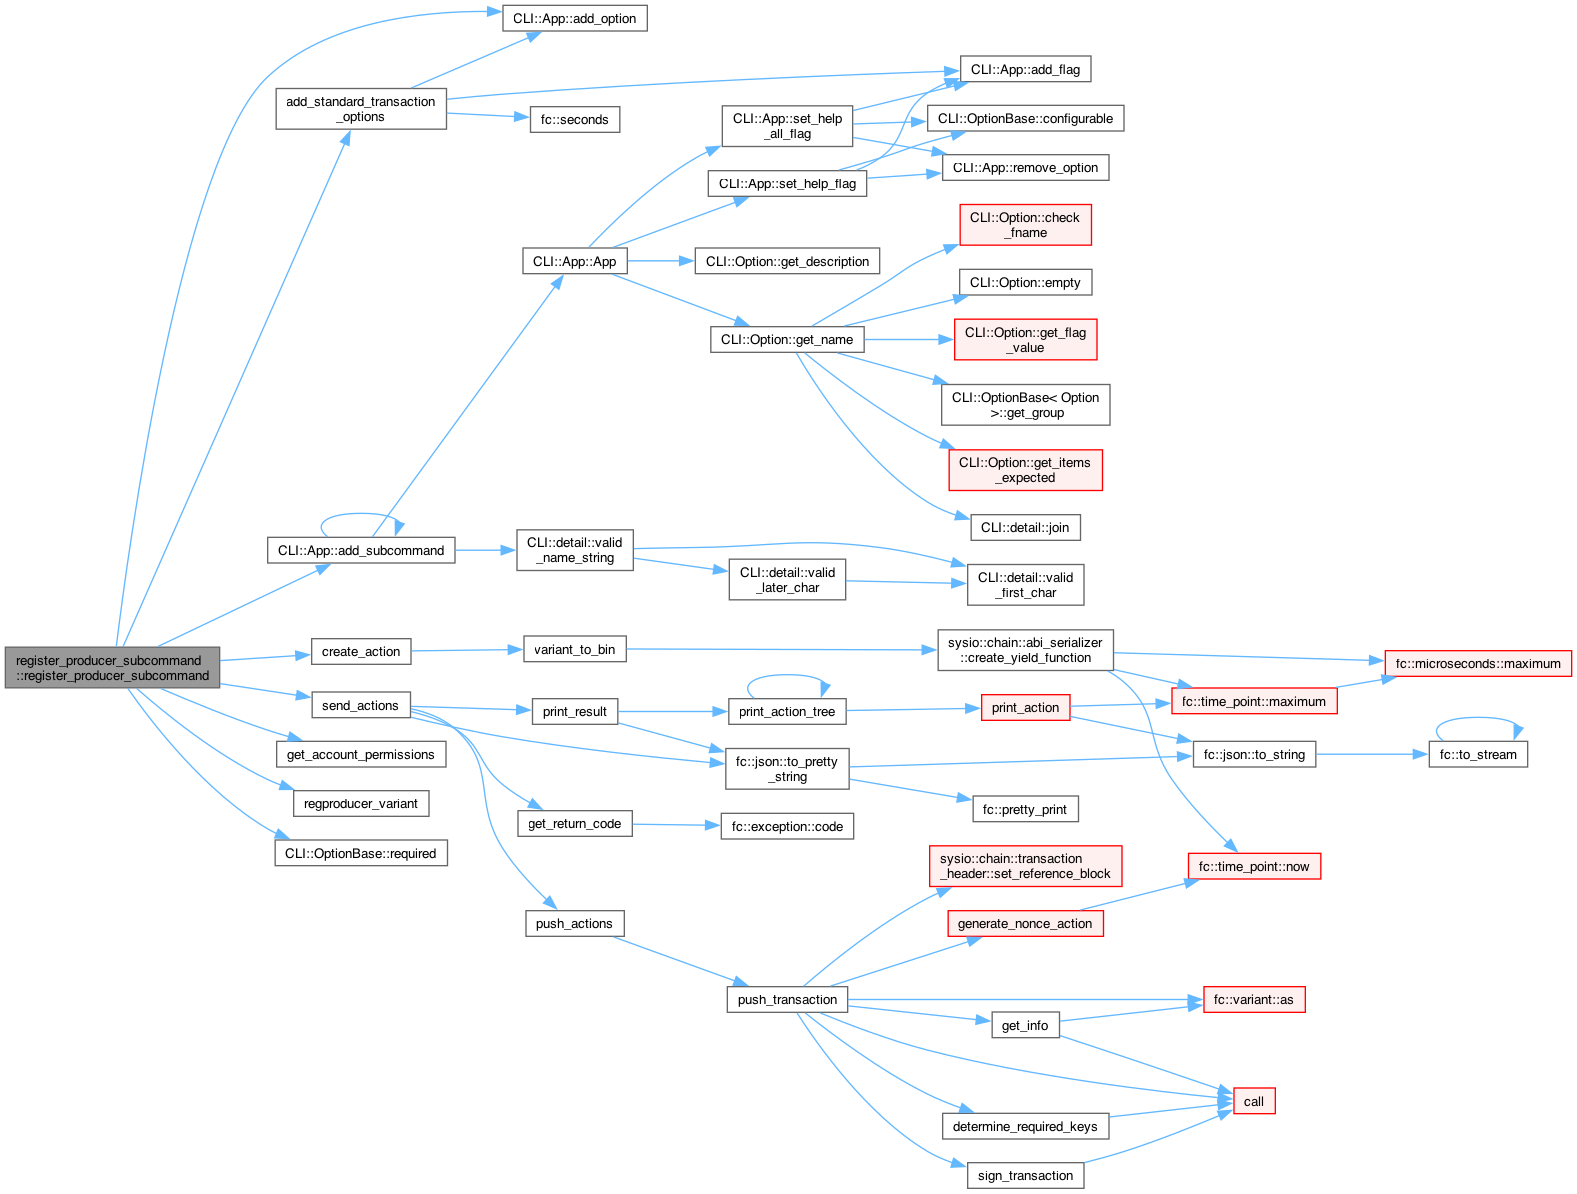 CLI::App::add_option
CLI::App::add_flag
add_standard_transaction
_options
fc::seconds
CLI::App::set_help
_all_flag
CLI::OptionBase::configurable
CLI::App::remove_option
CLI::App::set_help_flag
CLI::Option::check
_fname
CLI::App::App
CLI::Option::get_description
CLI::Option::empty
CLI::Option::get_name
CLI::Option::get_flag
_value
CLI::OptionBase< Option
>::get_group
CLI::Option::get_items
_expected
CLI::detail::join
CLI::App::add_subcommand
CLI::detail::valid
_name_string
CLI::detail::valid
_later_char
CLI::detail::valid
_first_char
register_producer_subcommand
::register_producer_subcommand
create_action
variant_to_bin
sysio::chain::abi_serializer
::create_yield_function
fc::microseconds::maximum
send_actions
print_result
print_action_tree
print_action
fc::time_point::maximum
get_account_permissions
fc::json::to_pretty
_string
fc::json::to_string
fc::to_stream
regproducer_variant
get_return_code
fc::exception::code
fc::pretty_print
CLI::OptionBase::required
sysio::chain::transaction
_header::set_reference_block
fc::time_point::now
push_actions
generate_nonce_action
push_transaction
fc::variant::as
get_info
call
determine_required_keys
sign_transaction